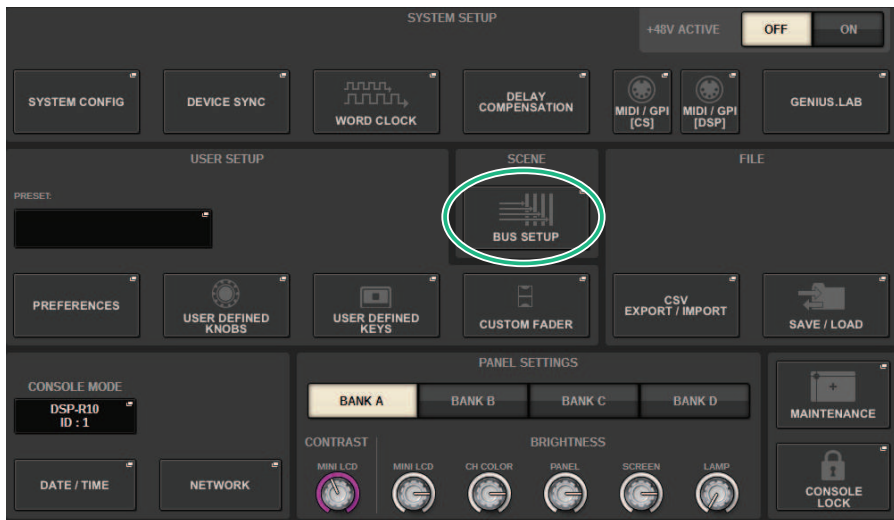 SYSTEM SETUP
+48V ACTIVE
OFF
ON
SYSTEM CONFIG
DEVICE SYNC
WORD CLOCK
DELAY
COMPENSATION
MIDI / GPI
[CS]
MIDI / GPI
[DSP]
GENIUS.LAB
USER SETUP
SCENE
FILE
PRESET:
BUS SETUP
PREFERENCES
USER DEFINED
KNOBS
USER DEFINED
KEYS
CUSTOM FADER
CSV
EXPORT / IMPORT
SAVE / LOAD
CONSOLE MODE
DSP-R10
ID : 1
DATE / TIME
NETWORK
PANEL SETTINGS
BANK A
BANK B
BANK C
BANK D
CONTRAST
BRIGHTNESS
MINI LCD
MINI LCD
CH COLOR
PANEL
SCREEN
LAMP
MAINTENANCE
CONSOLE
LOCK